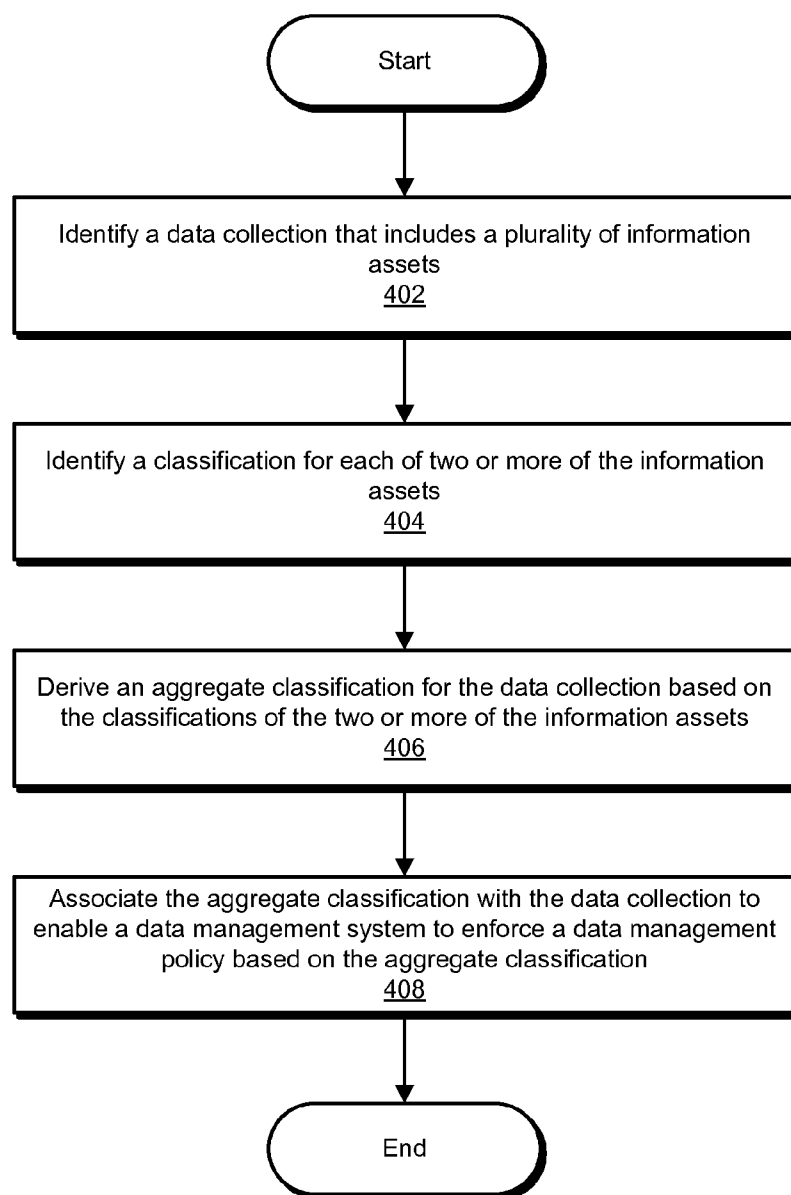 Start
Identify a data collection that includes a plurality of information
assets
402
Identify a classification for each of two or more of the information
assets
404
Derive an aggregate classification for the data collection based on
the classifications of the two or more of the information assets
406
Associate the aggregate classification with the data collection to
enable a data management system to enforce a data management
policy based on the aggregate classification
408
End